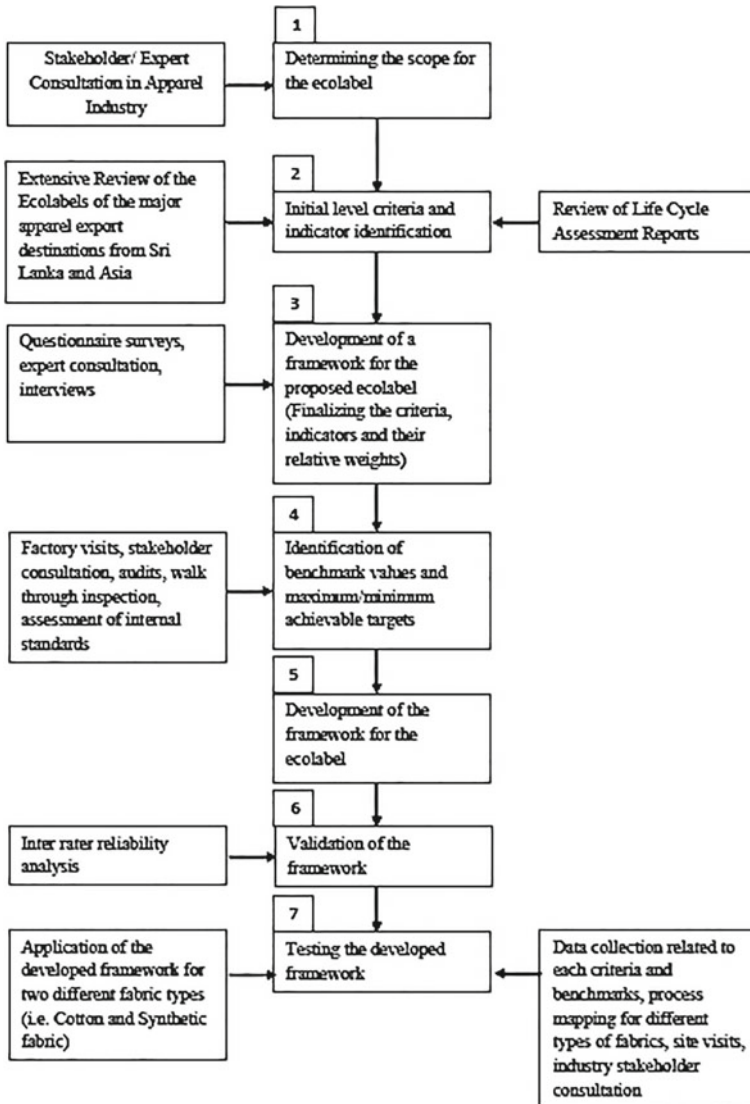 1
Stakeholder/ Expert
Consultation in Apparel
Industry
Determining the scope for
the ecolabel
Extensive Review of the
Ecolabels of the major
apparel export
destinations from Sri
Lanka and Asia
2
Initial level criteria and
indicator identification
Review of Life Cycle
Assessment Reports
3
Questionnaire surveys,
expert consultation,
interviews
Development of a
framework for the
proposed ecolabel
(Finalizing the criteria,
indicators and their
relative weights)
4
Factory visits, stakeholder
consultation, audits, walk
through inspection,
assessment of internal
standards
Identification of
benchmark values and
maximum/minimum
achievable targets
5
Development of the
framework for the
ecolabel
6
Inter rater reliability
analysis
Validation of the
framework
7
Application of the
developed framework for
two different fabric types
(i.e. Cotton and Synthetic
fabric)
Testing the developed
framework
Data collection related to
each criteria and
benchmarks, process
mapping for different
types of fabrics, site visits,
industry stakeholder
consultation